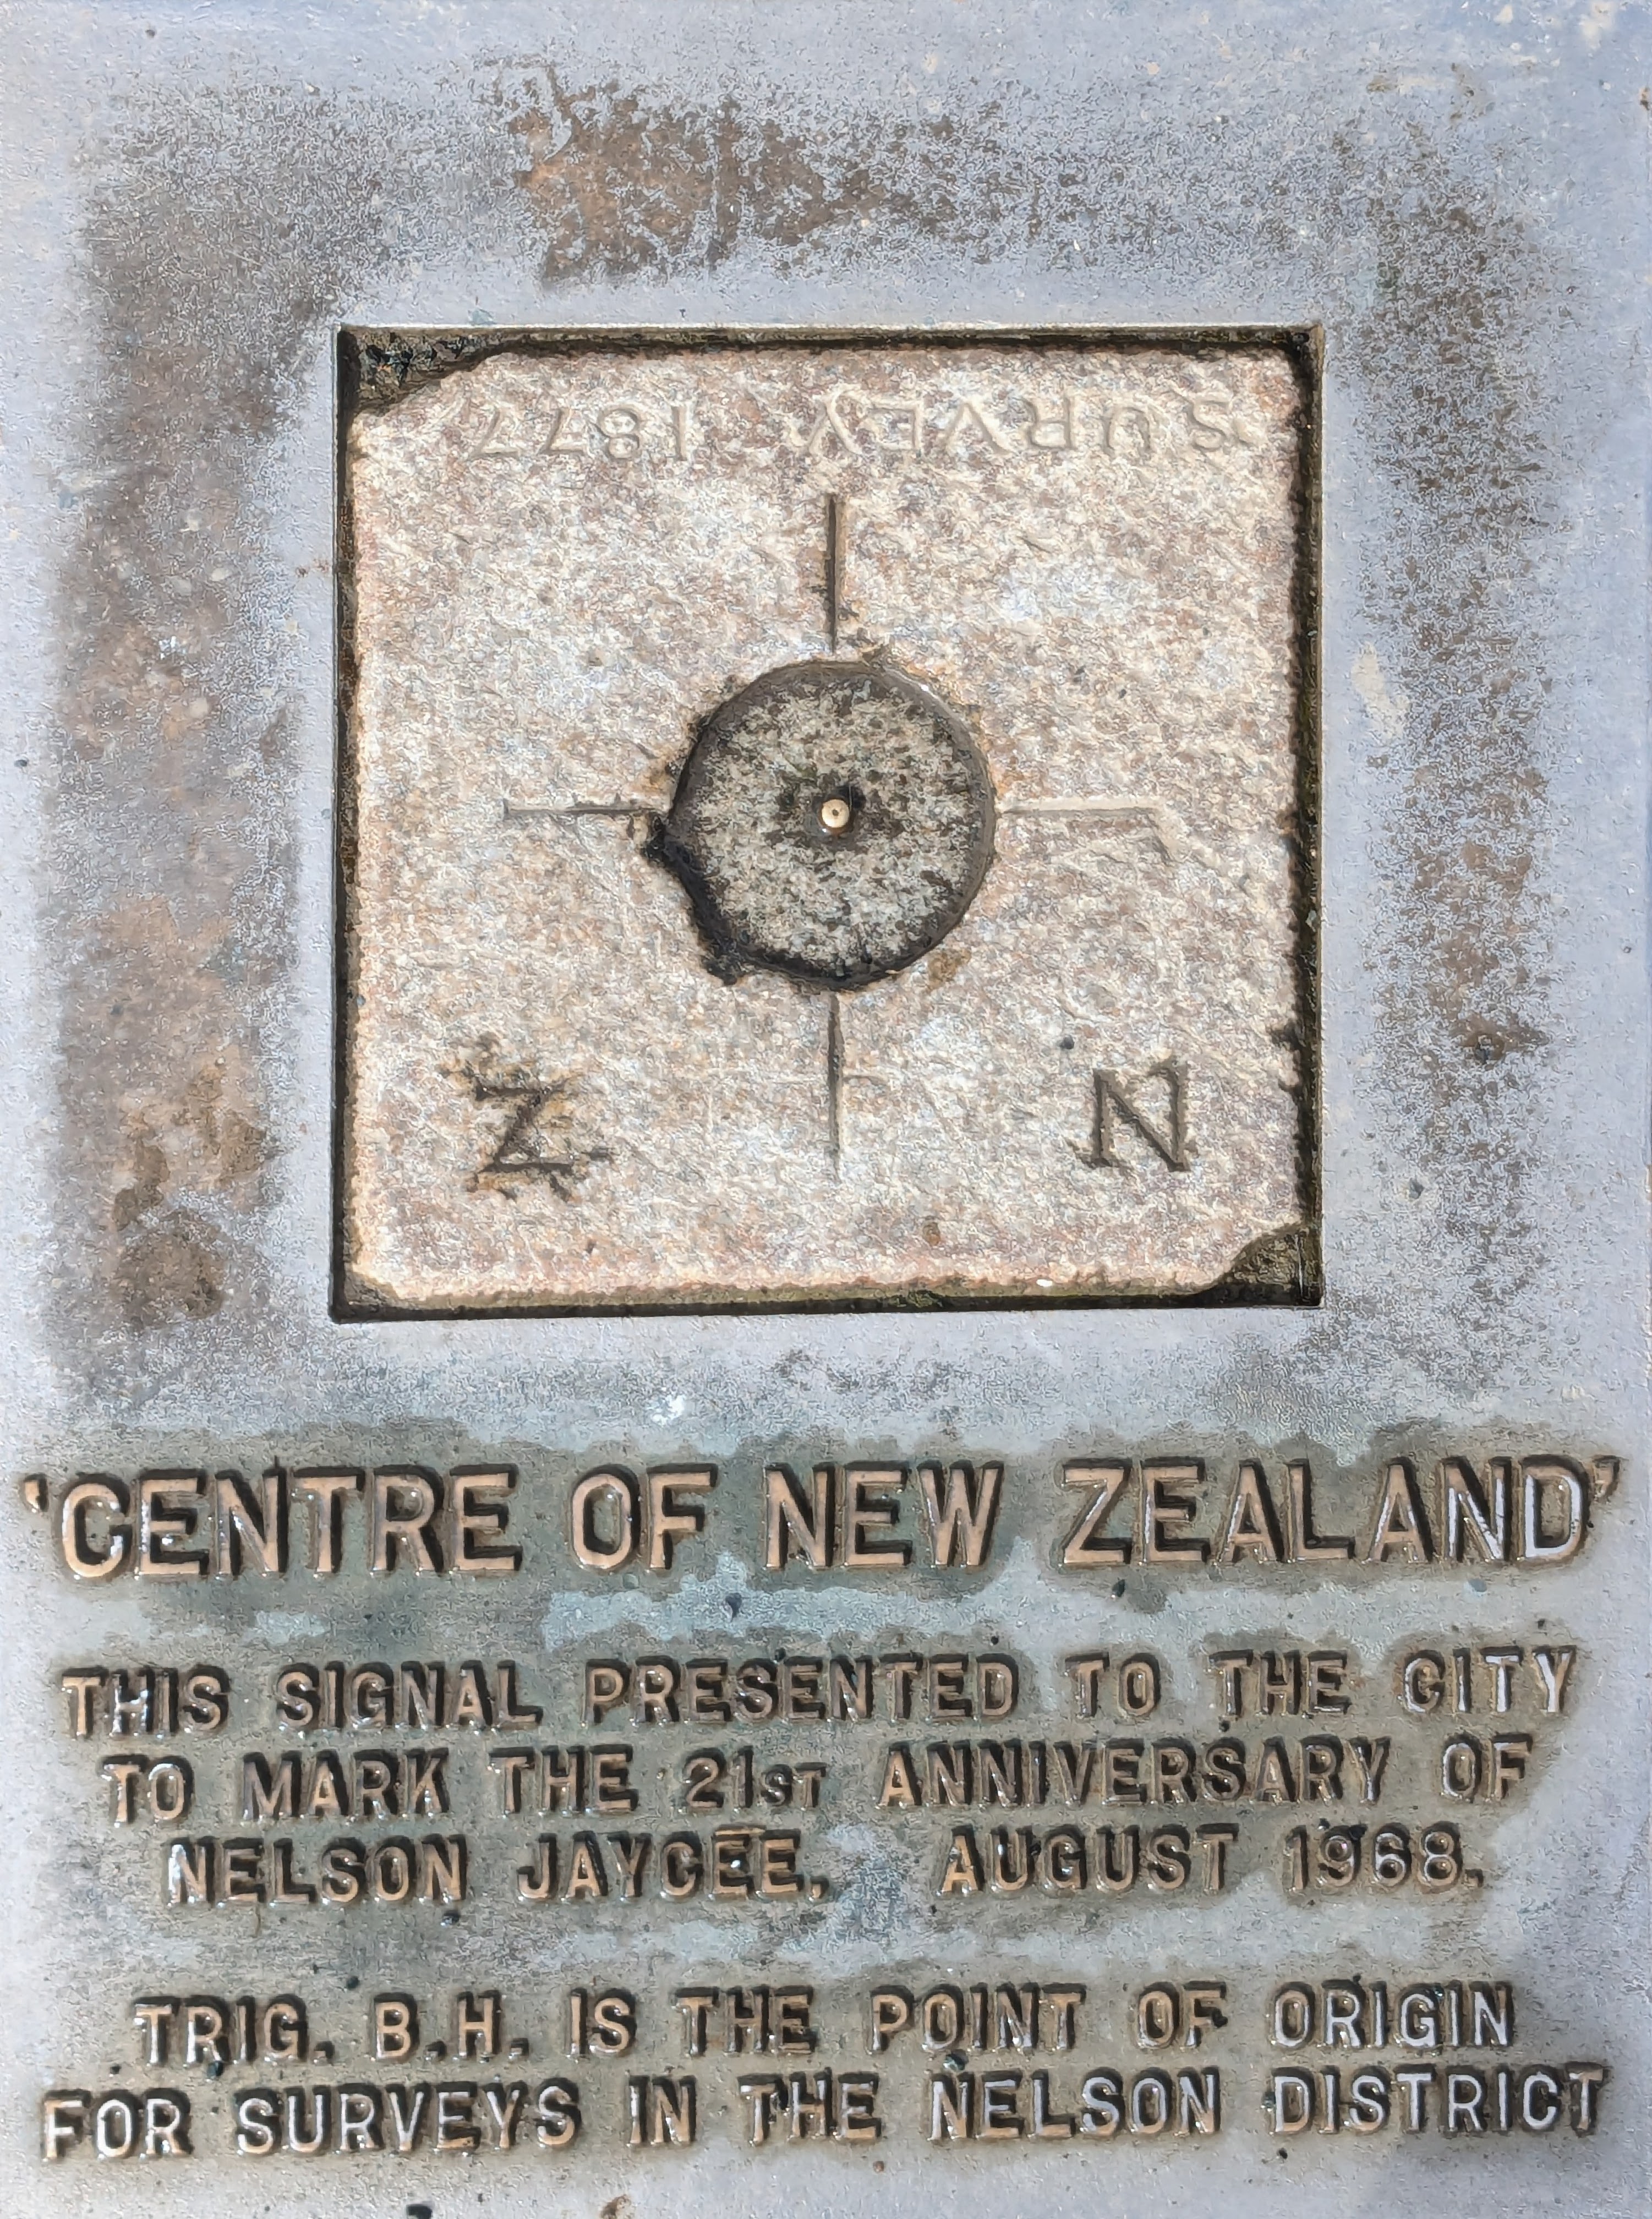 SURVEY 1877
N Z
'CENTRE OF NEW ZEALAND'
THIS SIGNAL PRESENTED TO THE CITY
TO MARK THE 21ST ANNIVERSARY OF
NELSON JAYCEE, AUGUST 1968.
TRIG. B.H. IS THE POINT OF ORIGIN
FOR SURVEYS IN THE NELSON DISTRICT